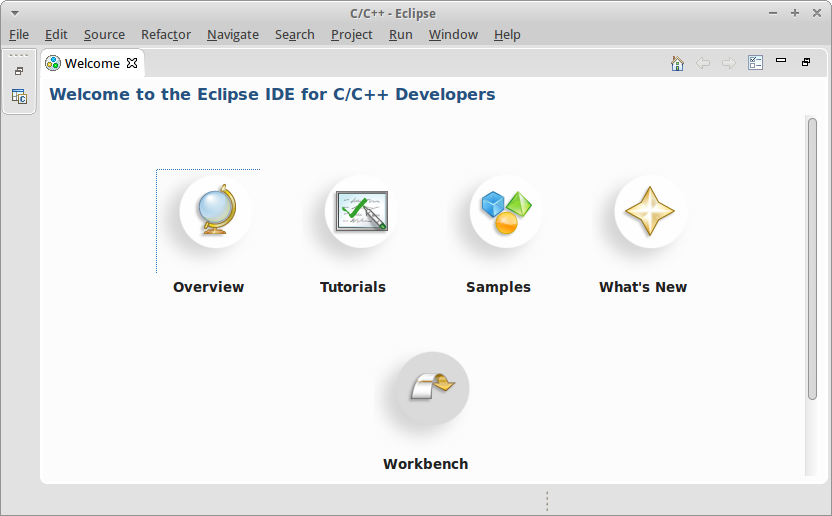 C/C++ - Eclipse
File Edit Source Refactor Navigate Search Project Run Window Help
Welcome
Welcome to the Eclipse IDE for C/C++ Developers
Overview Tutorials Samples What's New
Workbench